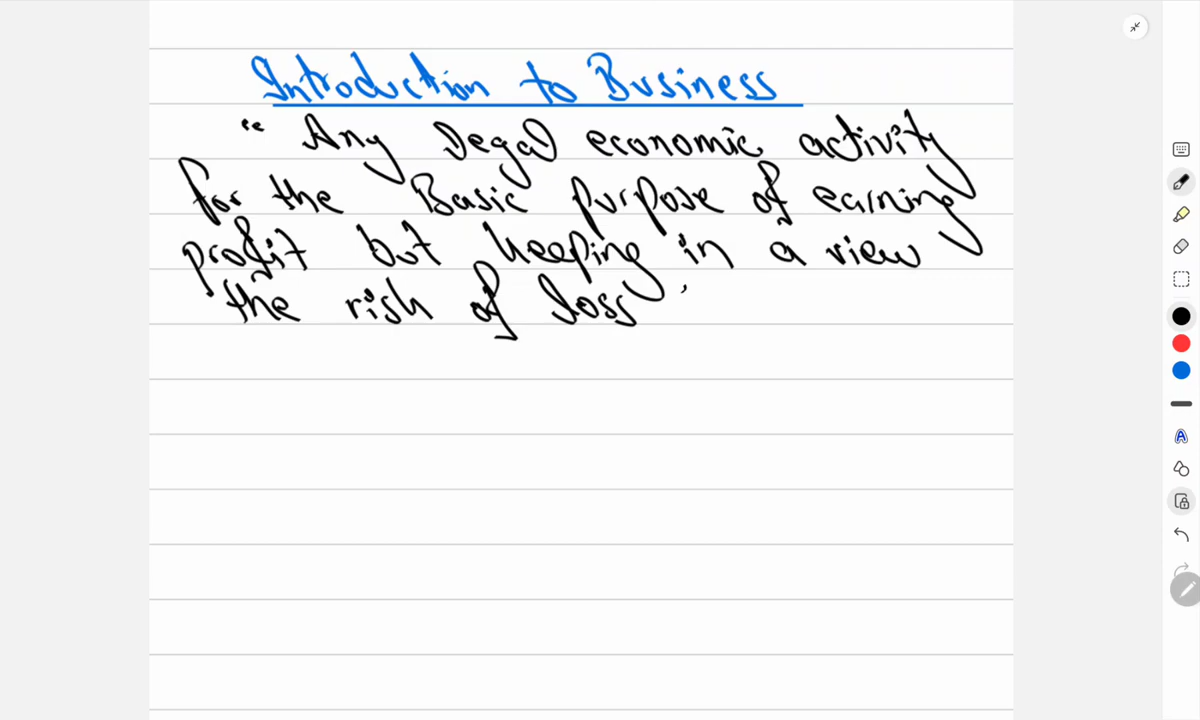 Introduction to Business
“ Any Legal economic activity
for the Basic purpose of earning
profit but keeping in a view
the risk of loss